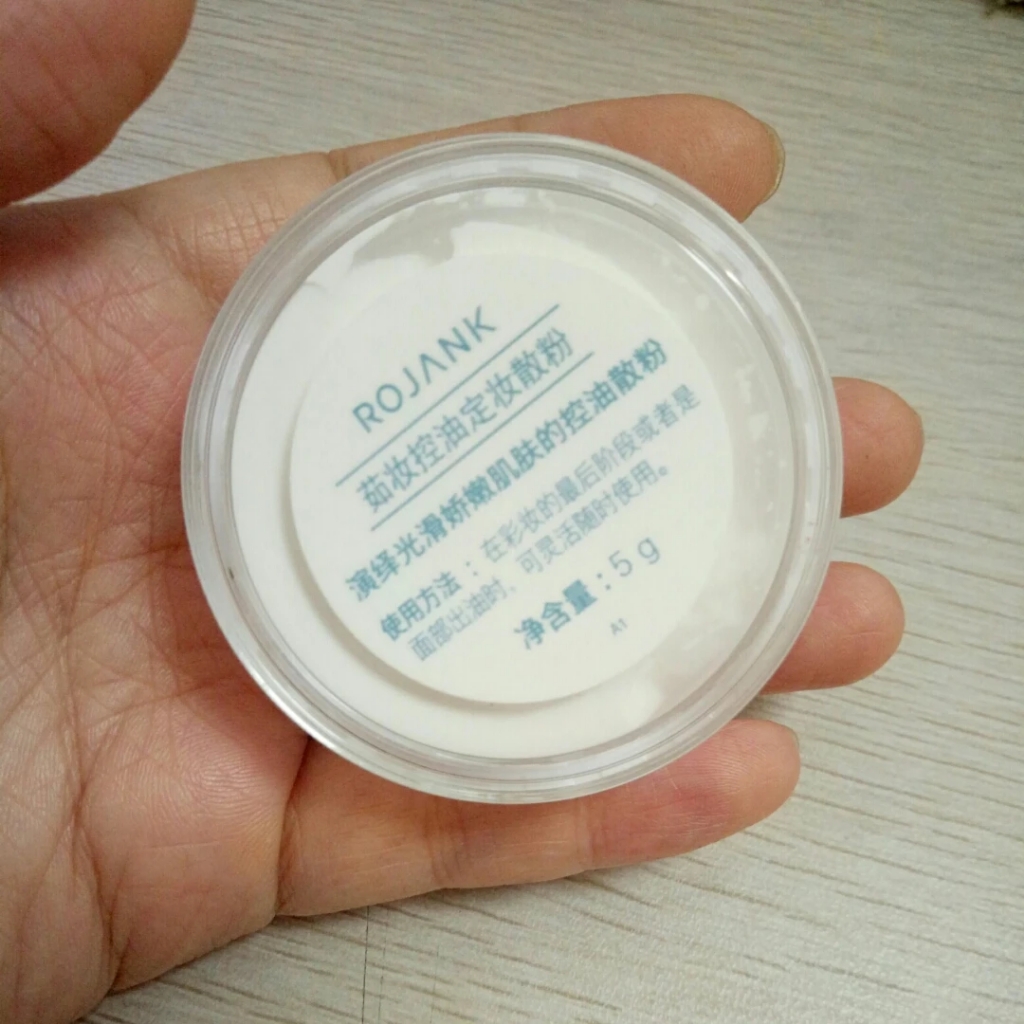 ROJANK
茹妆控油定妆散粉
演绎光滑娇嫩肌肤的控油散粉
使用方法：在彩妆的最后阶段或者是
面部出油时，可灵活随时使用。
净含量：5g
A1